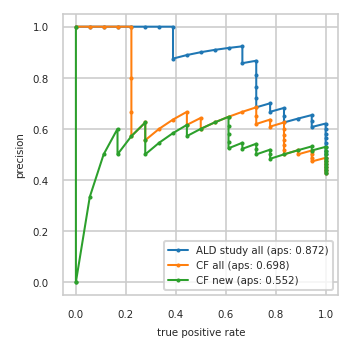 1.0
0.8
0.6
0.4
0.2
0.0
precision
0.0 0.2 0.4 0.6 0.8 1.0
true positive rate
ALD study all (aps: 0.872)
CF all (aps: 0.698)
CF new (aps: 0.552)